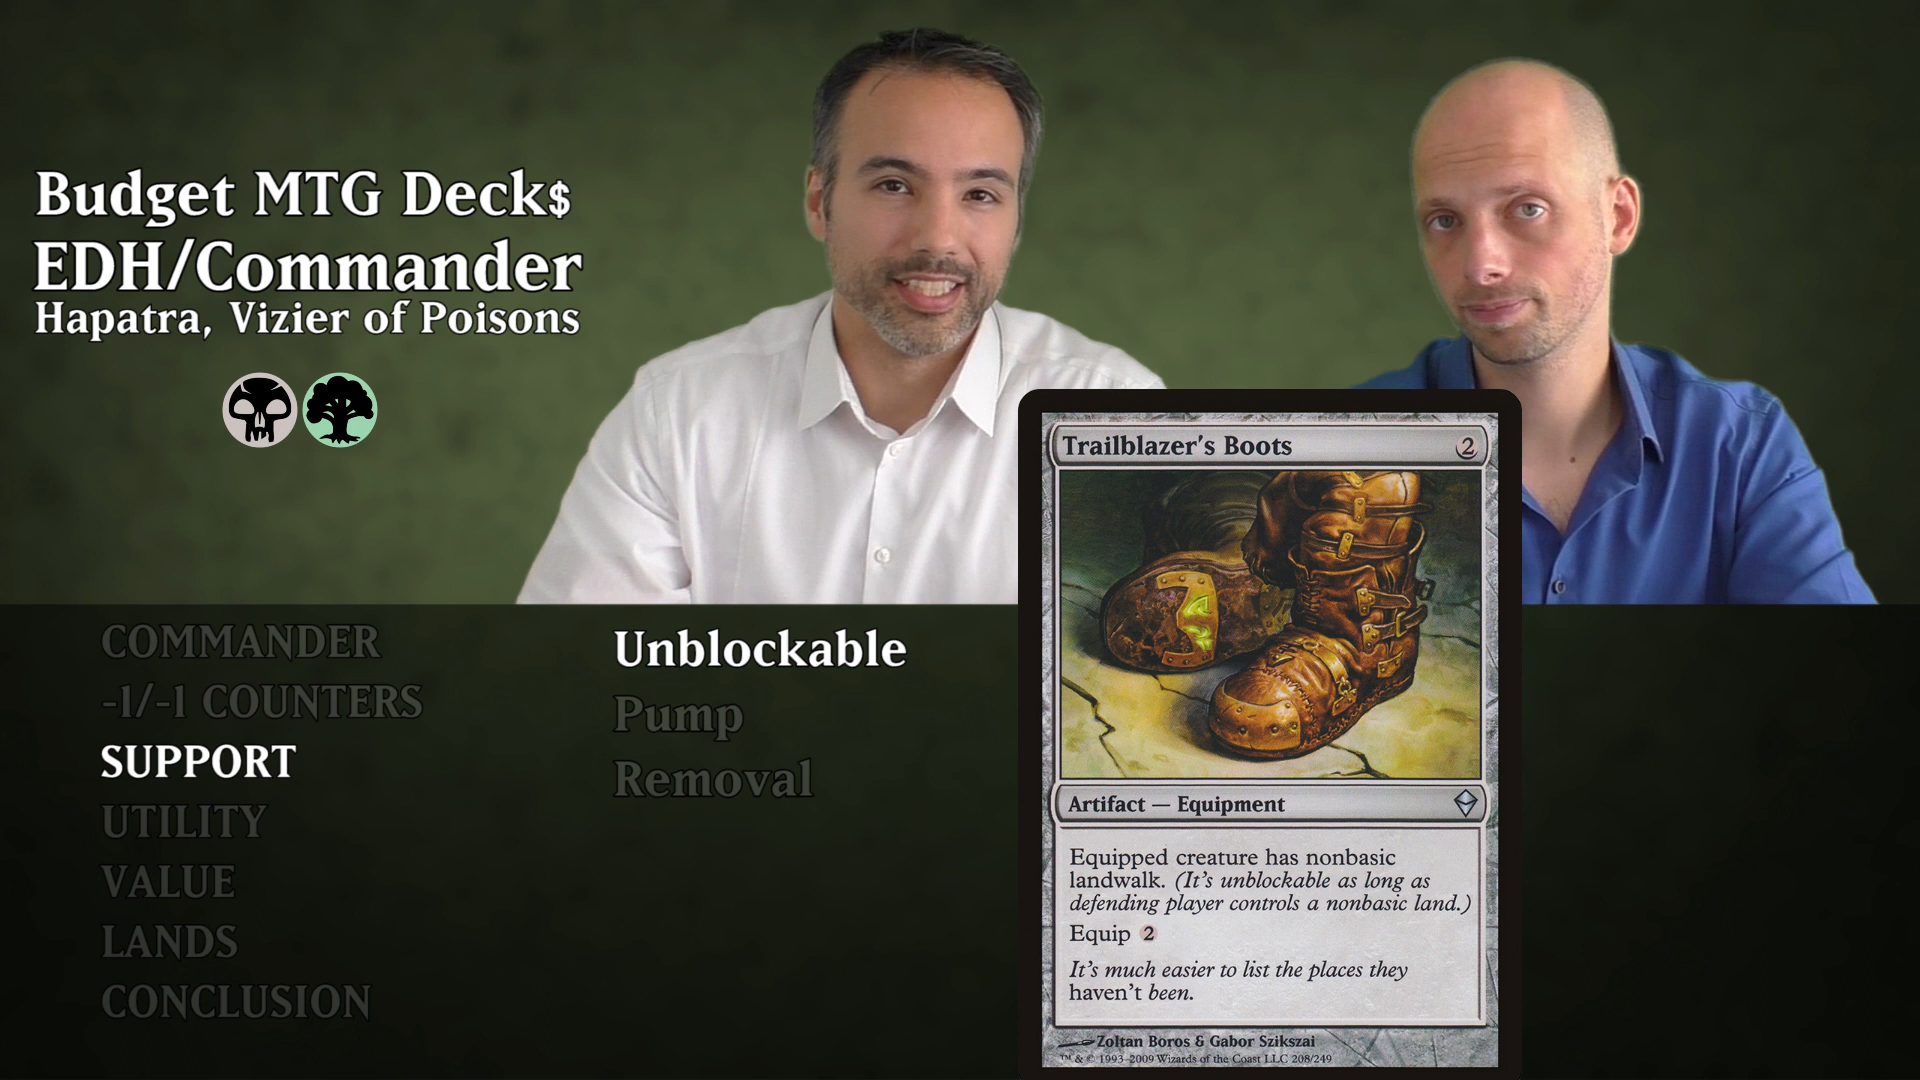 Budget MTG Deck$
EDH/Commander
Hapatra, Vizier of Poisons
COMMANDER
-1/-1 COUNTERS
SUPPORT
UTILITY
VALUE
LANDS
CONCLUSION
Unblockable
Pump
Removal
Trailblazer's Boots 2
Artifact — Equipment
Equipped creature has nonbasic
landwalk. (It's unblockable as long as
defending player controls a nonbasic land.)
Equip 2
It's much easier to list the places they
haven't been.
Zoltan Boros & Gabor Szikszai
™ & © 1993–2009 Wizards of the Coast LLC 208/249